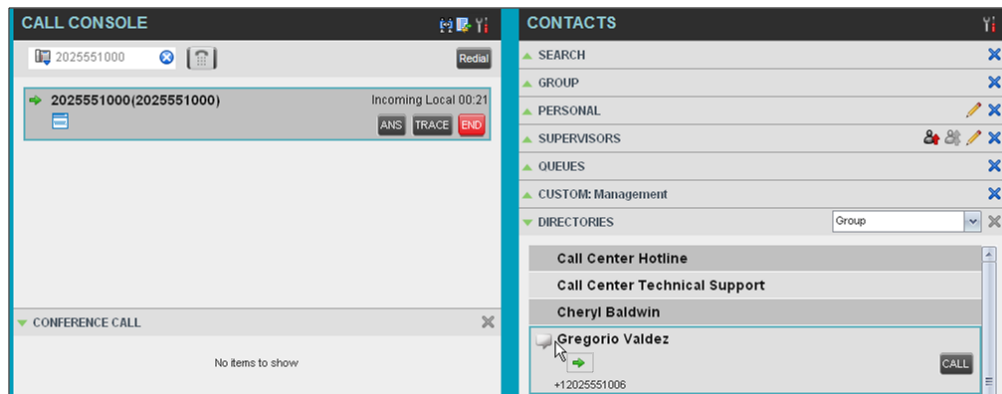 CALL CONSOLE
2025551000
Redial
2025551000(2025551000)
Incoming Local 00:21
ANS
TRACE
END
CONFERENCE CALL
No items to show
CONTACTS
SEARCH
GROUP
PERSONAL
SUPERVISORS
QUEUES
CUSTOM: Management
DIRECTORIES
Group
Call Center Hotline
Call Center Technical Support
Cheryl Baldwin
Gregorio Valdez
CALL
+12025551006